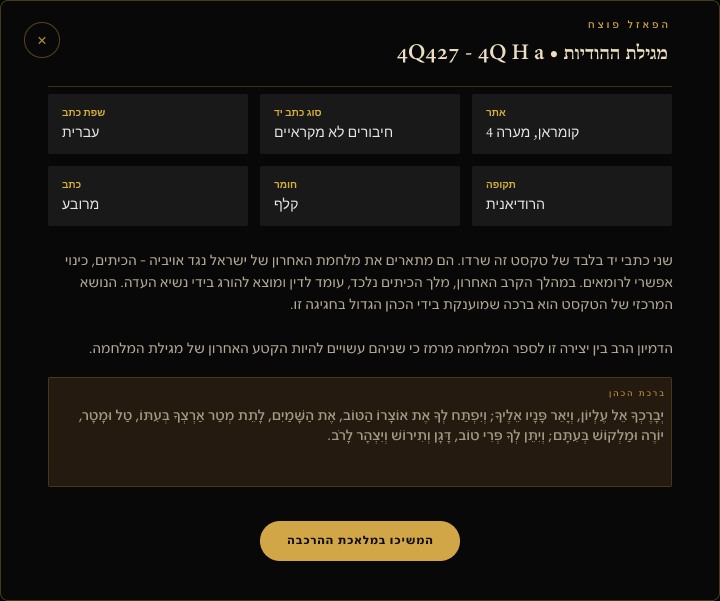 הפאזל פוצח
מגילת ההודיות • 4Q427 - 4Q H a
×
אתר
קומראן, מערה 4
סוג כתב יד
חיבורים לא מקראיים
שפת כתב
עברית
תקופה
הרודיאנית
חומר
קלף
כתב
מרובע
שני כתבי יד בלבד של טקסט זה שרדו. הם מתארים את מלחמת האחרון של ישראל נגד אויביה - הכיתים, כינוי
אפשרי לרומאים. במהלך הקרב האחרון, מלך הכיתים נלכד, עומד לדין ומוצא להורג בידי נשיא העדה. הנושא
המרכזי של הטקסט הוא ברכה שמוענקת בידי הכהן הגדול בחגיגה זו.
הדמיון הרב בין יצירה זו לספר המלחמה מרמז כי שניהם עשויים להיות הקטע האחרון של מגילת המלחמה.
ברכת הכהן
יְבָרֶכְךָ אֵל עֶלְיוֹן, וְיָאֵר פָּנָיו אֵלֶיךָ; וְיִפְתַּח לְךָ אֶת אוֹצָרוֹ הַטּוֹב, אֶת הַשָּׁמַיִם, לָתֵת מְטַר אַרְצְךָ בְּעִתּוֹ, טַל וּמָטָר,
יוֹרֶה וּמַלְקוֹשׁ בְּעִתָּם; וְיִתֵּן לְךָ פְּרִי טוֹב, דָּגָן וְתִירוֹשׁ וְיִצְהָר לָרֹב.
המשיכו במלאכת ההרכבה